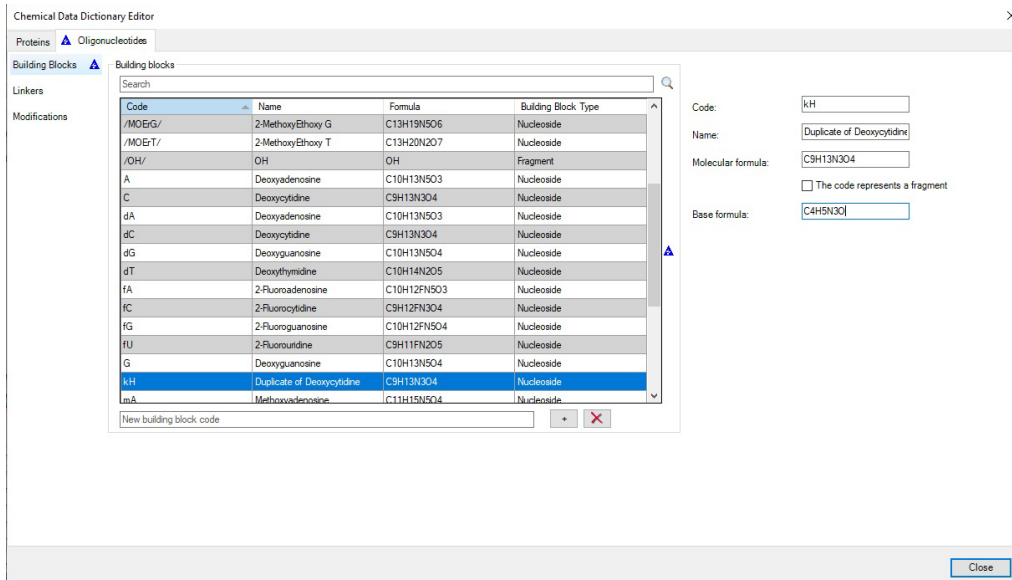 Chemical Data Dictionary Editor
Proteins Oligonucleotides
Building Blocks
Linkers
Modifications
Building blocks
Search
Code Name Formula Building Block Type
/MOErG/ 2-MethoxyEthoxy G C13H19N5O6 Nucleoside
/MOErT/ 2-MethoxyEthoxy T C13H20N2O7 Nucleoside
/OH/ OH OH Fragment
A Deoxyadenosine C10H13N5O3 Nucleoside
C Deoxycytidine C9H13N3O4 Nucleoside
dA Deoxyadenosine C10H13N5O3 Nucleoside
dC Deoxycytidine C9H13N3O4 Nucleoside
dG Deoxyguanosine C10H13N5O4 Nucleoside
dT Deoxythymidine C10H14N2O5 Nucleoside
fA 2-Fluoroadenosine C10H12FN5O3 Nucleoside
fC 2-Fluorocytidine C9H12FN3O4 Nucleoside
fG 2-Fluoroguanosine C10H12FN5O4 Nucleoside
fU 2-Fluorouridine C9H11FN2O5 Nucleoside
G Deoxyguanosine C10H13N5O4 Nucleoside
kH Duplicate of Deoxycytidine C9H13N3O4 Nucleoside
mA Methoxyadenosine C11H15N5O4 Nucleoside
New building block code +
Code: kH
Name: Duplicate of Deoxycytidine
Molecular formula: C9H13N3O4
The code represents a fragment
Base formula: C4H5N3O
Close